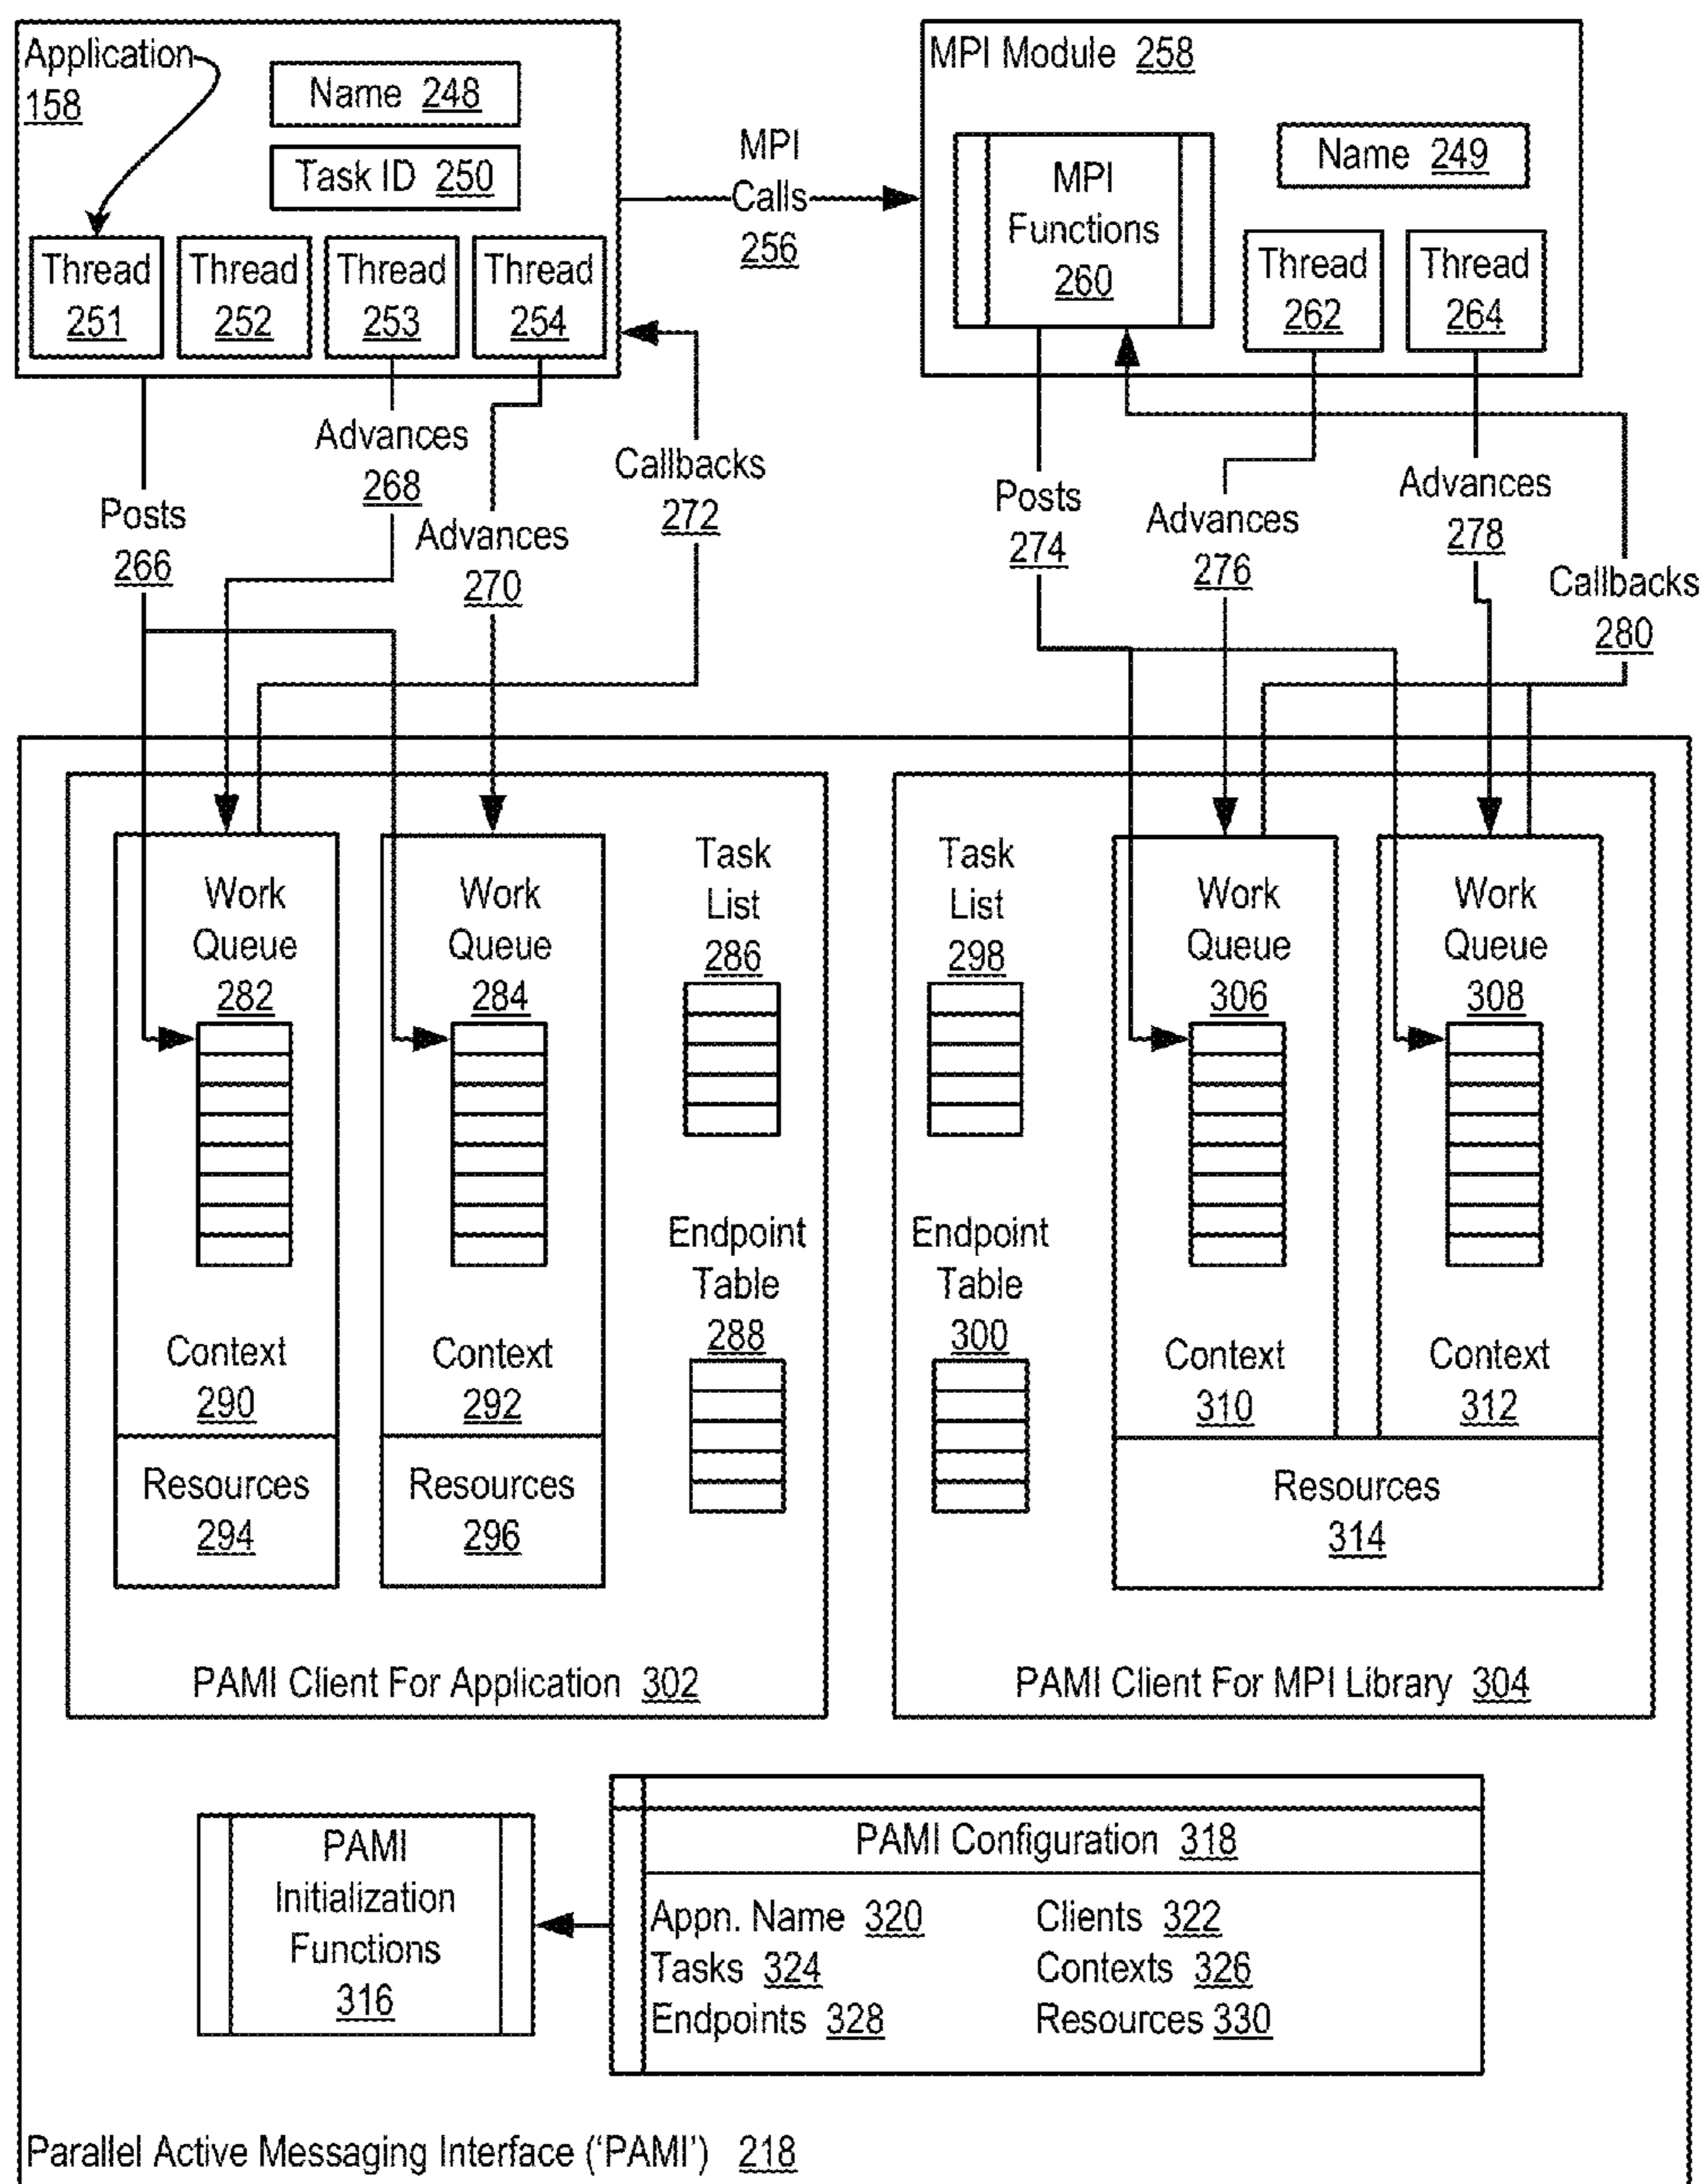 Application
158
Name 248
Task ID 250
Thread
251
Thread
252
Thread
253
Thread
254
MPI
Calls
256
MPI Module 258
MPI
Functions
260
Name 249
Thread
262
Thread
264
Posts
266
Advances
268
Advances
270
Callbacks
272
Posts
274
Advances
276
Advances
278
Callbacks
280
Work
Queue
282
Context
290
Resources
294
Work
Queue
284
Context
292
Resources
296
Task
List
286
Endpoint
Table
288
PAMI Client For Application 302
Task
List
298
Endpoint
Table
300
Work
Queue
306
Context
310
Work
Queue
308
Context
312
Resources
314
PAMI Client For MPI Library 304
PAMI
Initialization
Functions
316
PAMI Configuration 318
Appn. Name 320 Clients 322
Tasks 324 Contexts 326
Endpoints 328 Resources 330
Parallel Active Messaging Interface (‘PAMI’) 218